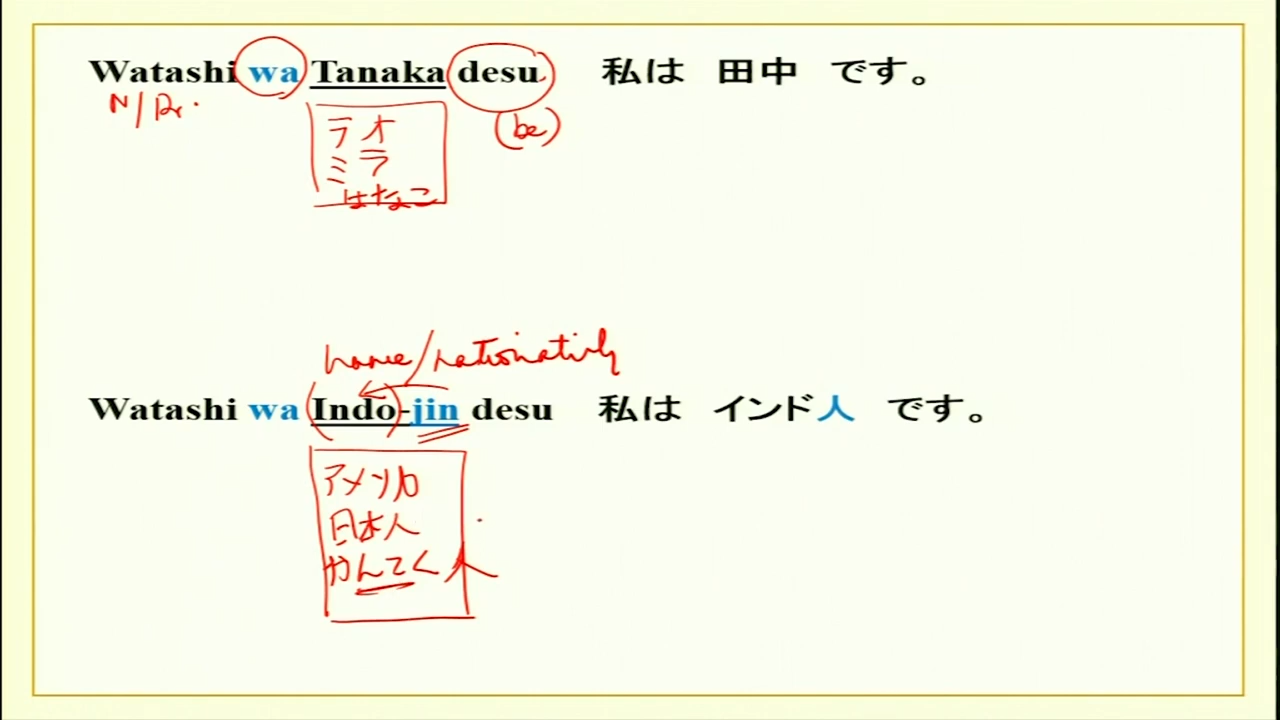 Watashi wa Tanaka desu 私は 田中 です。
N/Pr.
(be)
ラオ
ミラ
はなこ
name/nationality
Watashi wa (Indo)-jin desu 私は インド人 です。
アメリカ
日本人
かんこく人